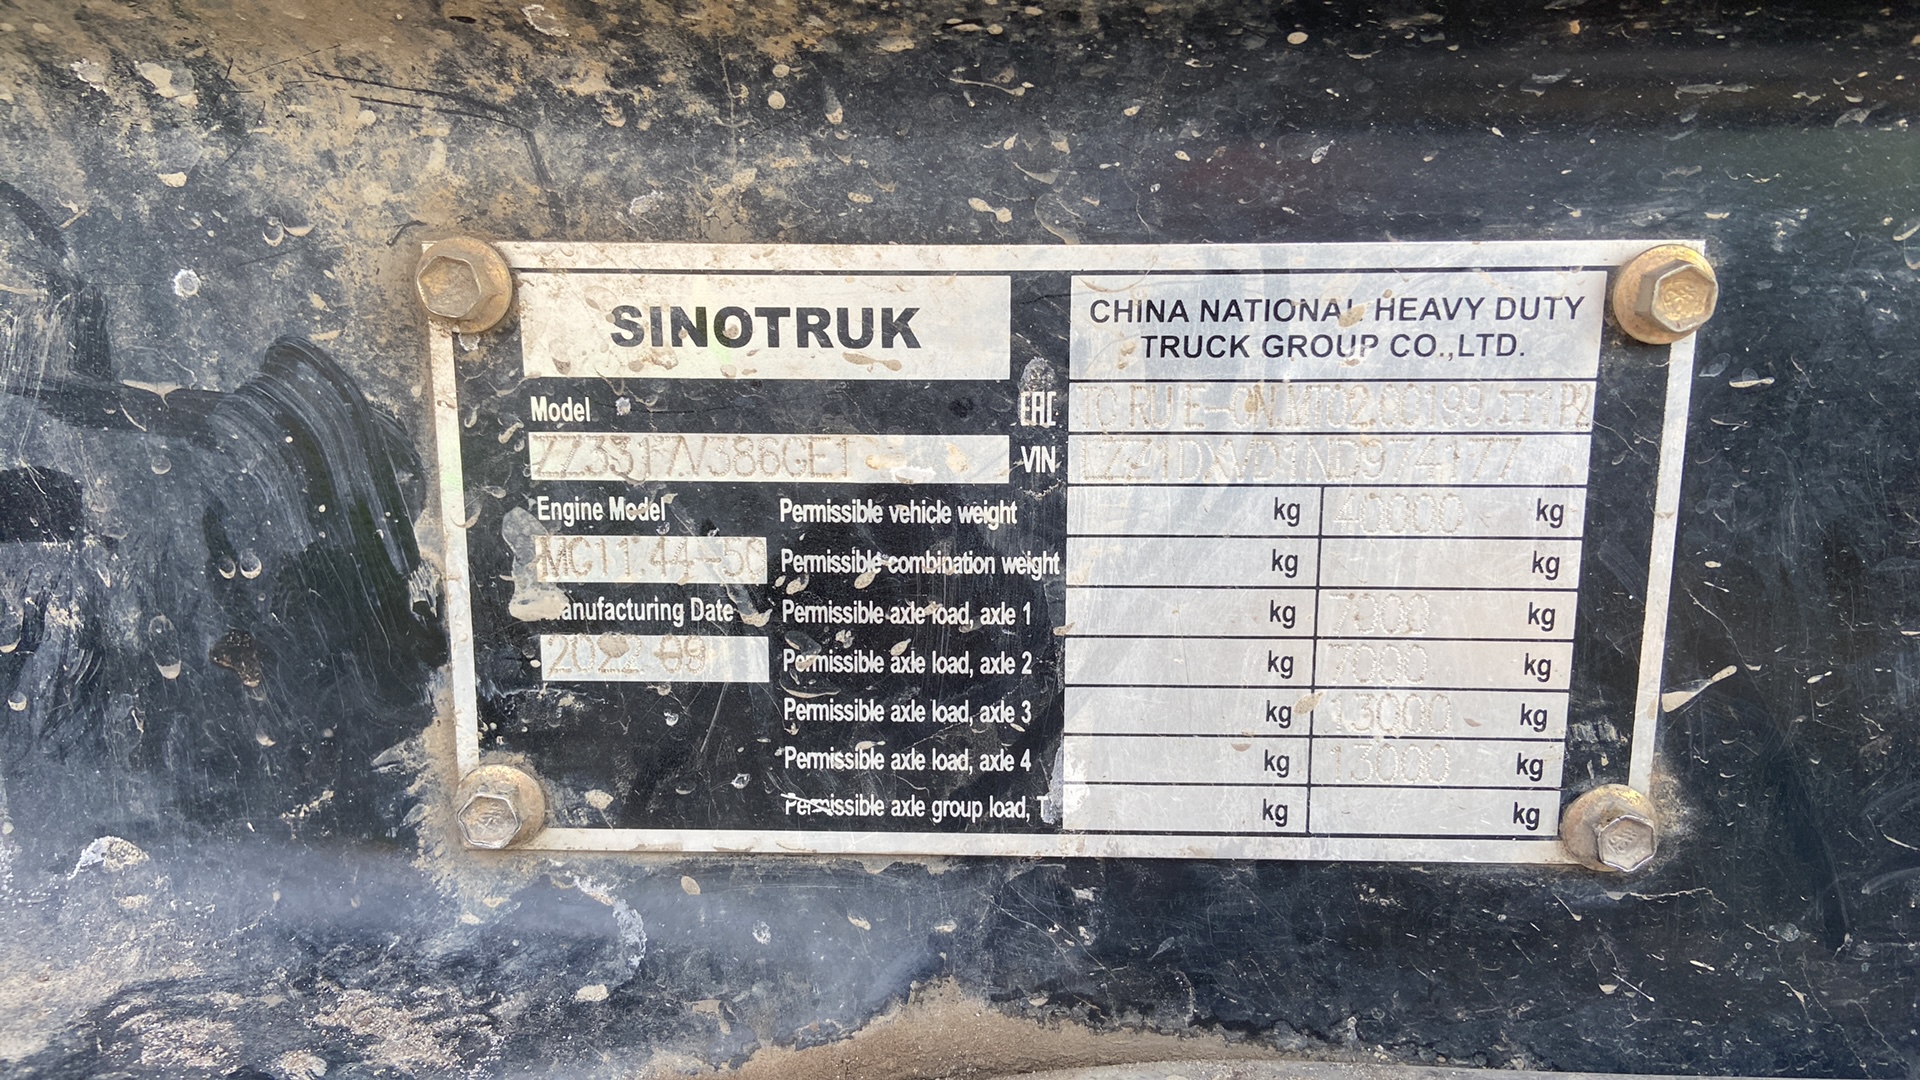 SINOTRUK
CHINA NATIONAL HEAVY DUTY
TRUCK GROUP CO.,LTD.
Model
ZZ3317V386GE1
EAC
VIN
Engine Model
MC11.44-50
Manufacturing Date
2022 09
Permissible vehicle weight kg 40000 kg
Permissible combination weight kg kg
Permissible axle load, axle 1 kg 7000 kg
Permissible axle load, axle 2 kg 7000 kg
Permissible axle load, axle 3 kg 13000 kg
Permissible axle load, axle 4 kg 13000 kg
Permissible axle group load, T kg kg